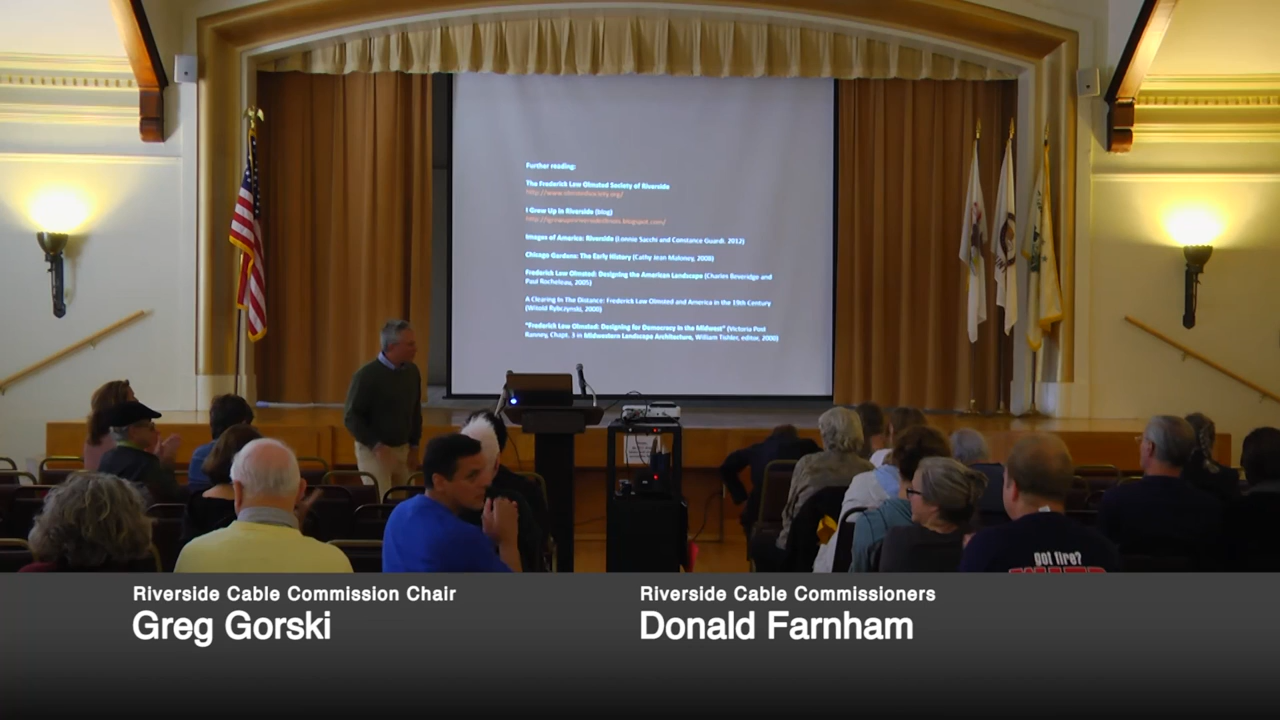 Further reading:
The Frederick Law Olmsted Society of Riverside
http://www.olmstedsociety.org/
I Grew Up in Riverside (blog)
Images of America: Riverside (Lonnie Sacchi and Constance Guardi. 2012)
Chicago Gardens: The Early History (Cathy Jean Maloney, 2008)
Frederick Law Olmsted: Designing the American Landscape (Charles Beveridge and
Paul Rocheleau, 2005)
A Clearing In The Distance: Frederick Law Olmsted and America in the 19th Century
(Witold Rybczynski, 2000)
"Frederick Law Olmsted: Designing for Democracy in the Midwest" (Victoria Post
Ranney, Chapt. 3 in Midwestern Landscape Architecture, William Tishler, editor, 2000)
got fire?
Riverside Cable Commission Chair
Greg Gorski
Riverside Cable Commissioners
Donald Farnham